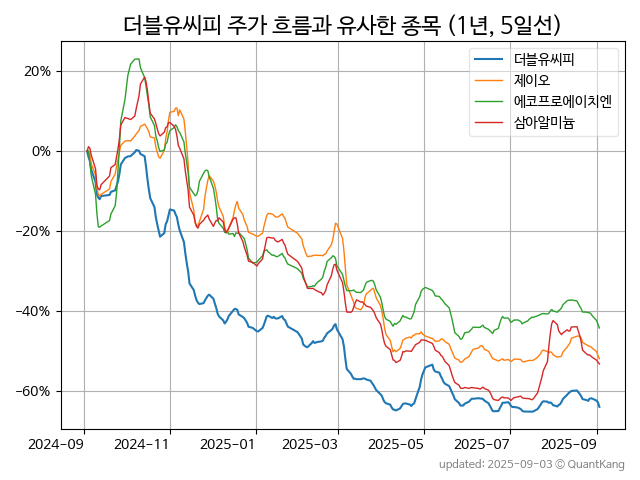 더블유씨피 주가 흐름과 유사한 종목 (1년, 5일선)
더블유씨피
제이오
에코프로에이치엔
삼아알미늄
20%
0%
−20%
−40%
−60%
2024-09 2024-11 2025-01 2025-03 2025-05 2025-07 2025-09
updated: 2025-09-03 © QuantKang